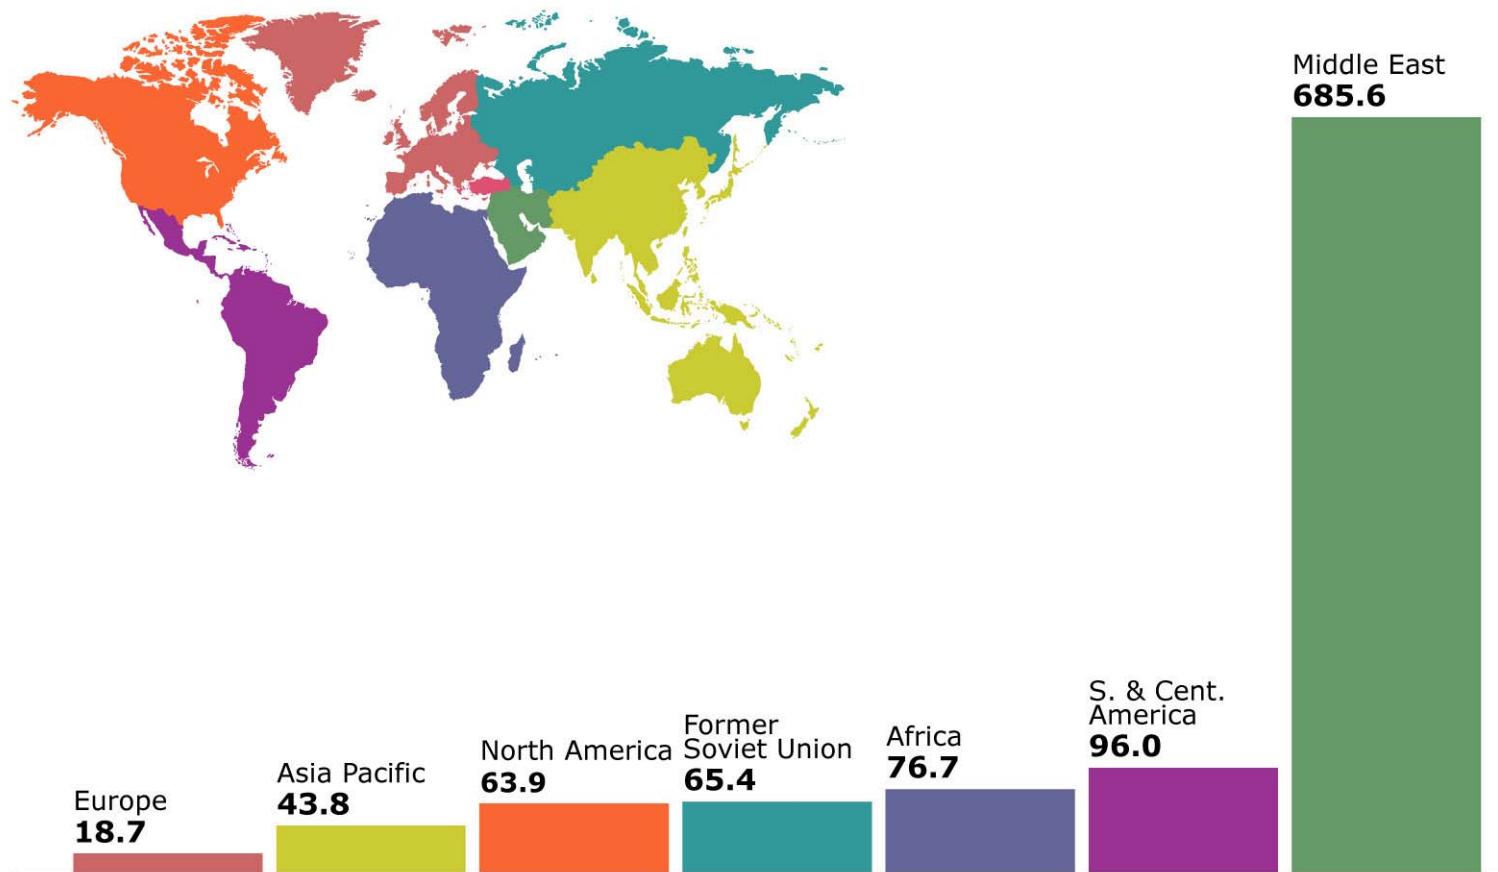 Europe
18.7
Asia Pacific
43.8
North America
63.9
Former
Soviet Union
65.4
Africa
76.7
S. & Cent.
America
96.0
Middle East
685.6